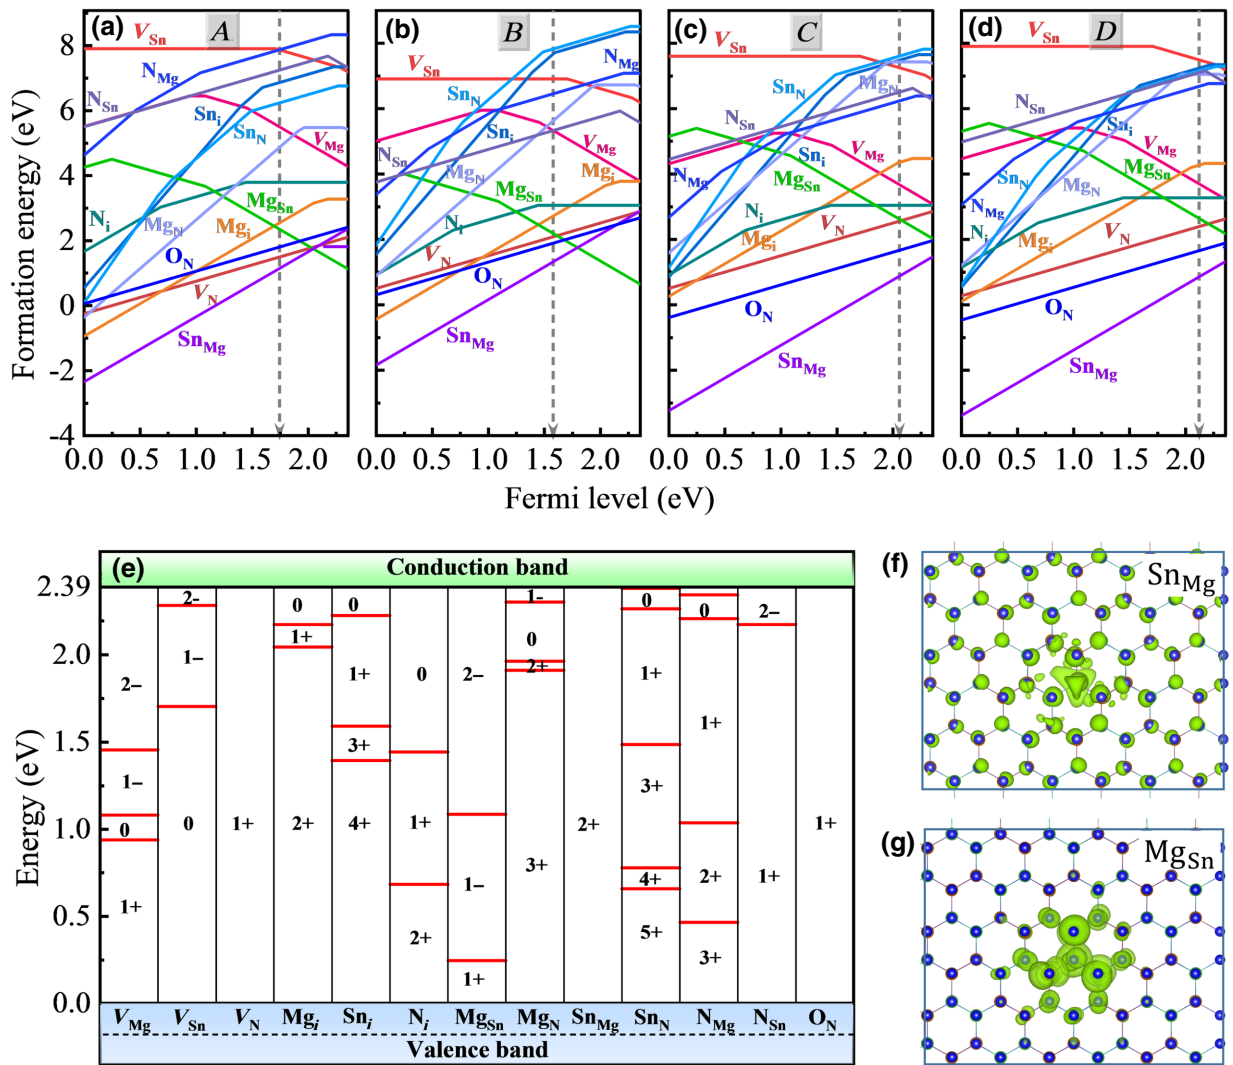 (a) A
(b) B
(c) C
(d) D
Formation energy (eV)
8
6
4
2
0
-2
-4
V_Sn
N_Mg
N_Sn
Sn_i
Sn_N
V_Mg
Mg_Sn
N_i
Mg_N
Mg_i
O_N
V_N
Sn_Mg
V_Sn
Sn_N
N_Mg
Sn_i
V_Mg
N_Sn
Mg_N
Mg_i
Mg_Sn
N_i
V_N
O_N
Sn_Mg
V_Sn
Sn_N
Mg_N
N_Sn
Sn_i
V_Mg
N_Mg
Mg_Sn
N_i
V_N
Mg_i
O_N
Sn_Mg
V_Sn
N_Sn
Sn_i
V_Mg
Sn_N
Mg_N
Mg_Sn
N_Mg
N_i
Mg_i
V_N
O_N
Sn_Mg
0.0 0.5 1.0 1.5 2.0
0.0 0.5 1.0 1.5 2.0
0.0 0.5 1.0 1.5 2.0
0.0 0.5 1.0 1.5 2.0
Fermi level (eV)
(e) Conduction band
Energy (eV)
2.39
2.0
1.5
1.0
0.5
0.0
2–
1–
0
1+
2–
1–
0
1+
0
1+
2+
0
1+
3+
4+
0
1+
2+
2–
1–
1+
1-
0
2+
3+
2+
0
1+
3+
4+
5+
0
1+
2+
3+
2–
1+
1+
V_Mg V_Sn V_N Mg_i Sn_i N_i Mg_Sn Mg_N Sn_Mg Sn_N N_Mg N_Sn O_N
Valence band
(f) Sn_Mg
(g) Mg_Sn